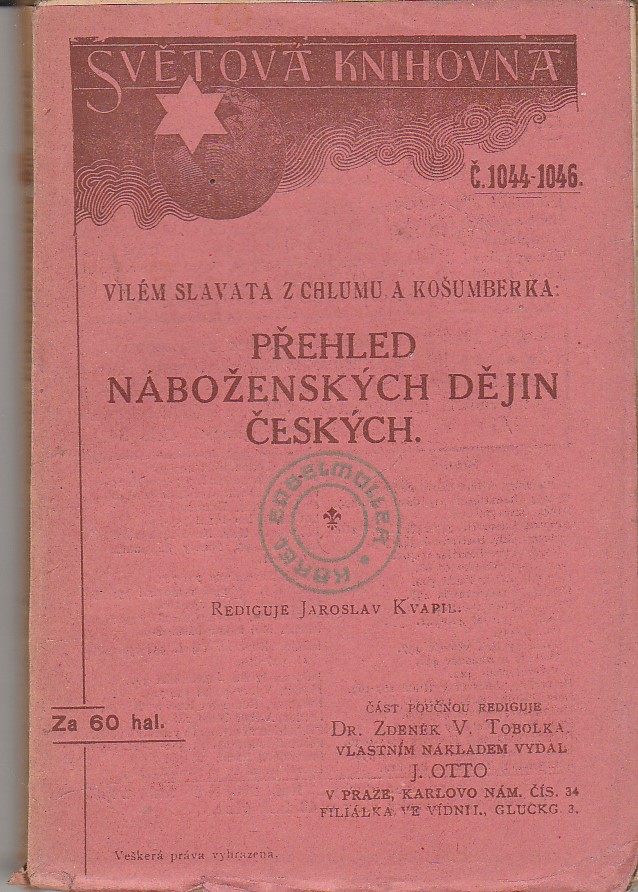 SVĚTOVÁ KNIHOVNA
Č. 1044-1046.
VILÉM SLAVATA Z CHLUMU A KOŠUMBERKA:
PŘEHLED
NÁBOŽENSKÝCH DĚJIN
ČESKÝCH.
KAREL ENGELMÜLLER
REDIGUJE JAROSLAV KVAPIL.
Za 60 hal.
ČÁST POUČNOU REDIGUJE
DR. ZDENĚK V. TOBOLKA.
VLASTNÍM NÁKLADEM VYDAL
J. OTTO
V PRAZE, KARLOVO NÁM. ČÍS. 34
FILIÁLKA VE VÍDNI I., GLUCKG. 3.
Veškerá práva vyhrazena.